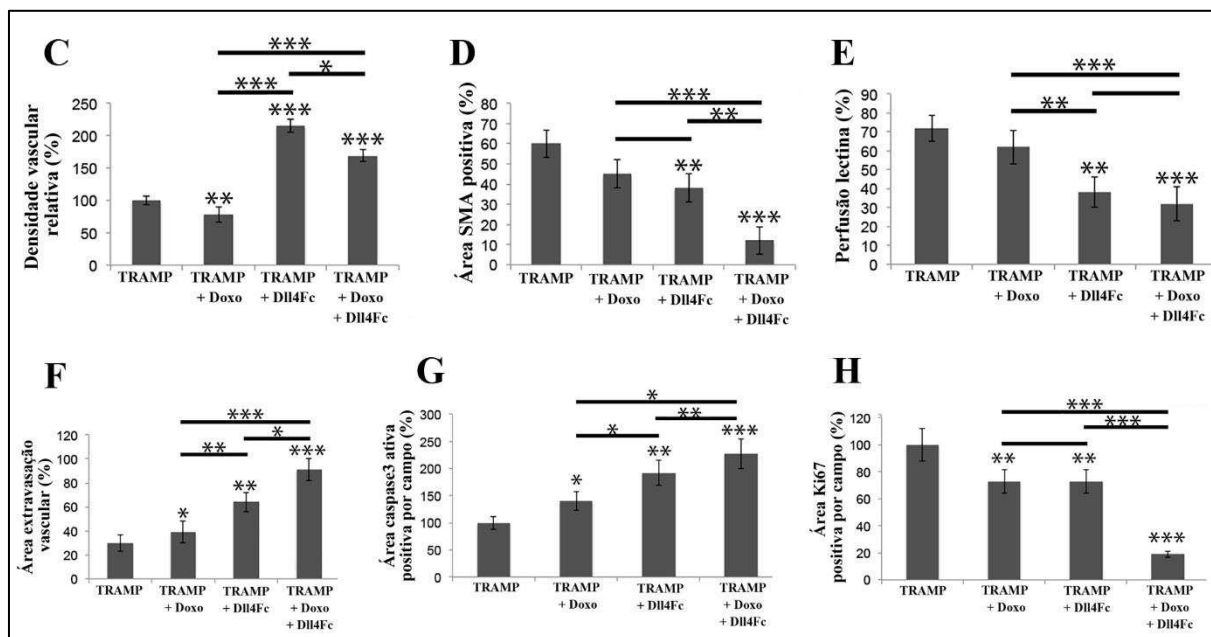 C
Densidade vascular
relativa (%)
250
200
150
100
50
0
***
*
***
**
***
***
TRAMP
TRAMP
+ Doxo
TRAMP
+ Dll4Fc
TRAMP
+ Doxo
+ Dll4Fc
D
Área SMA positiva (%)
80
70
60
50
40
30
20
10
0
***
**
**
***
TRAMP
TRAMP
+ Doxo
TRAMP
+ Dll4Fc
TRAMP
+ Doxo
+ Dll4Fc
E
Perfusão lectina (%)
90
80
70
60
50
40
30
20
10
0
***
**
**
***
TRAMP
TRAMP
+ Doxo
TRAMP
+ Dll4Fc
TRAMP
+ Doxo
+ Dll4Fc
F
Área extravasação
vascular (%)
120
100
80
60
40
20
0
***
*
**
*
**
***
TRAMP
TRAMP
+ Doxo
TRAMP
+ Dll4Fc
TRAMP
+ Doxo
+ Dll4Fc
G
Área caspase3 ativa
positiva por campo (%)
300
250
200
150
100
50
0
*
**
*
*
**
***
TRAMP
TRAMP
+ Doxo
TRAMP
+ Dll4Fc
TRAMP
+ Doxo
+ Dll4Fc
H
Área Ki67
positiva por campo (%)
120
100
80
60
40
20
0
***
***
**
**
***
TRAMP
TRAMP
+ Doxo
TRAMP
+ Dll4Fc
TRAMP
+ Doxo
+ Dll4Fc